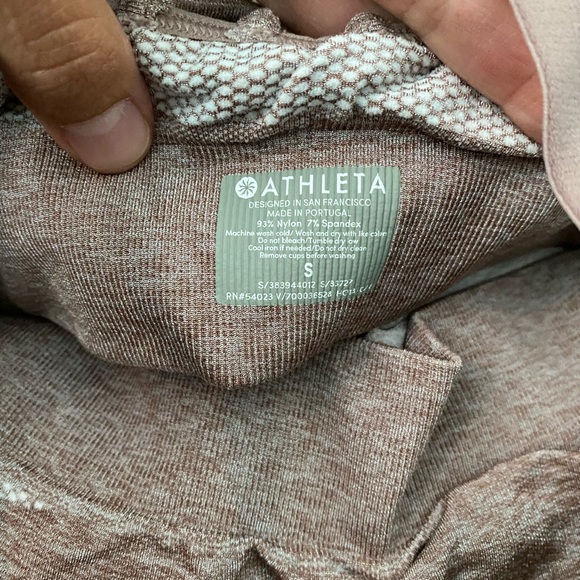 ATHLETA
DESIGNED IN SAN FRANCISCO
MADE IN PORTUGAL
93% Nylon 7% Spandex
Machine wash cold/ Wash and dry with like color
Do not bleach/Tumble dry low
Cool iron if needed/Do not dry clean
Remove cups before washing
S
S/383944012
RN#54023 V/70003652A